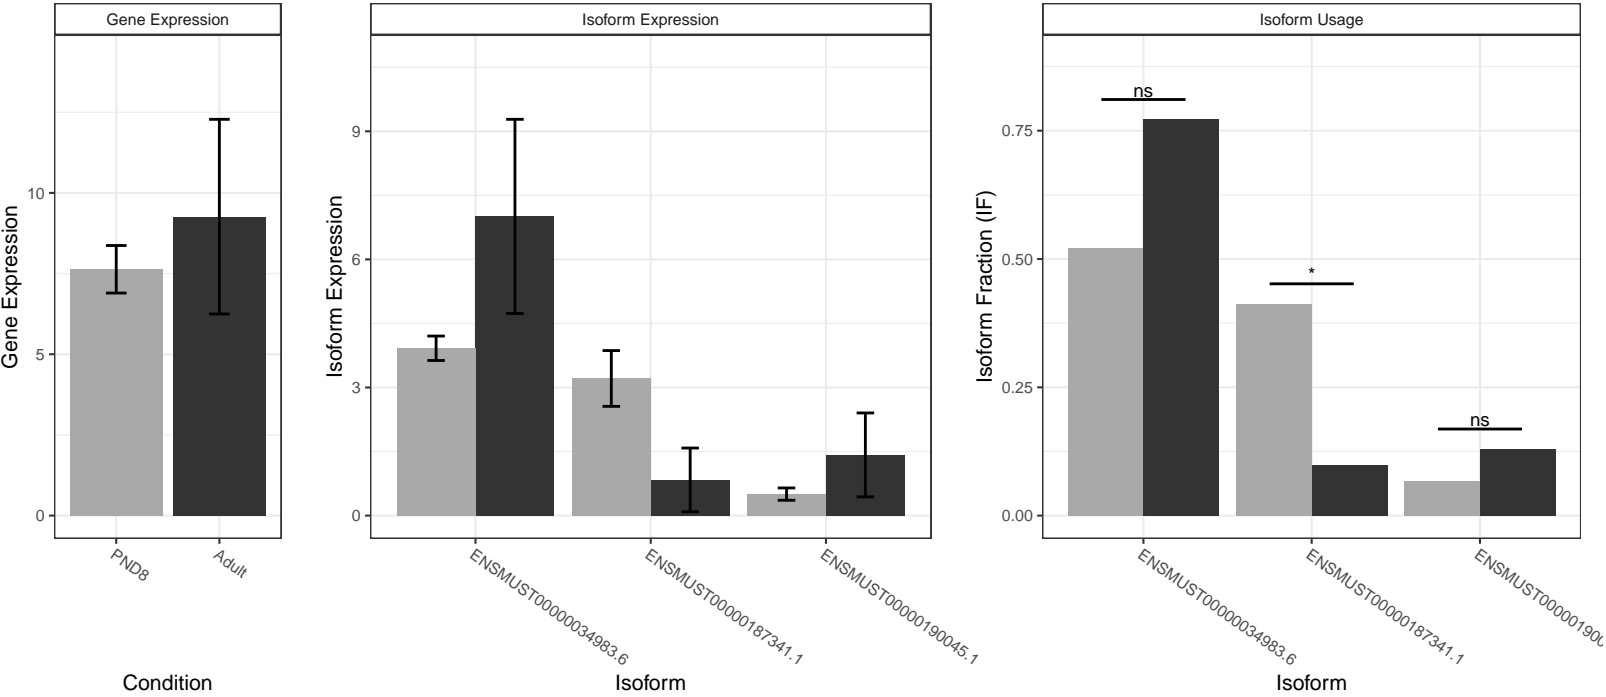 Gene Expression
Isoform Expression
Isoform Usage
Gene Expression
10
5
0
PND8
Adult
Condition
Isoform Expression
9
6
3
0
ENSMUST00000034983.6
ENSMUST00000187341.1
ENSMUST00000190045.1
Isoform
Isoform Fraction (IF)
0.75
0.50
0.25
0.00
ns
*
ns
ENSMUST00000034983.6
ENSMUST00000187341.1
ENSMUST00000190
Isoform